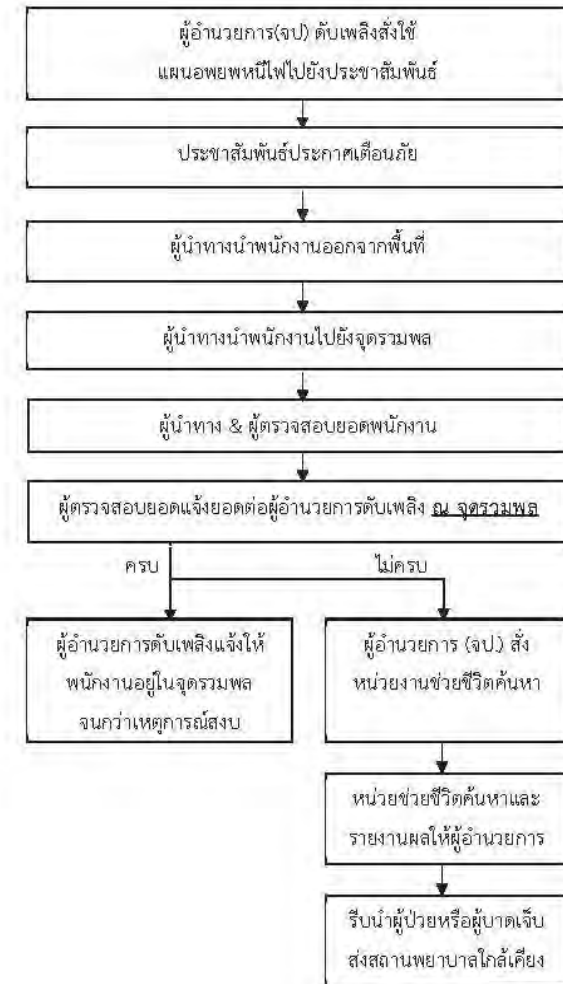 ผู้อำนวยการ(จป) ดับเพลิงสั่งใช้
แผนอพยพหนีไฟไปยังประชาสัมพันธ์
ประชาสัมพันธ์ประกาศเตือนภัย
ผู้นำทางนำพนักงานออกจากพื้นที่
ผู้นำทางนำพนักงานไปยังจุดรวมพล
ผู้นำทาง & ผู้ตรวจสอบยอดพนักงาน
ผู้ตรวจสอบยอดแจ้งยอดต่อผู้อำนวยการดับเพลิง ณ จุดรวมพล
ครบ
ไม่ครบ
ผู้อำนวยการดับเพลิงแจ้งให้
พนักงานอยู่ในจุดรวมพล
จนกว่าเหตุการณ์สงบ
ผู้อำนวยการ (จป.) สั่ง
หน่วยงานช่วยชีวิตค้นหา
หน่วยช่วยชีวิตค้นหาและ
รายงานผลให้ผู้อำนวยการ
รีบนำผู้ป่วยหรือผู้บาดเจ็บ
ส่งสถานพยาบาลใกล้เคียง